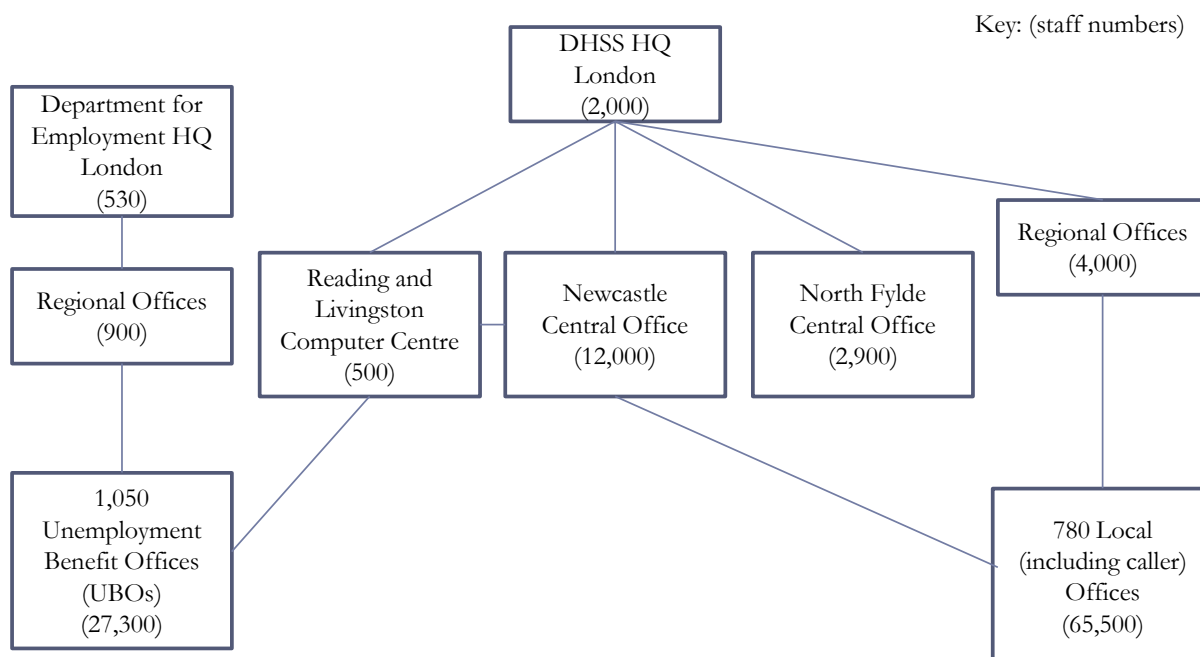 Key: (staff numbers)
DHSS HQ
London
(2,000)
Department for
Employment HQ
London
(530)
Regional Offices
(900)
Reading and
Livingston
Computer Centre
(500)
Newcastle
Central Office
(12,000)
North Fylde
Central Office
(2,900)
Regional Offices
(4,000)
1,050
Unemployment
Benefit Offices
(UBOs)
(27,300)
780 Local
(including caller)
Offices
(65,500)